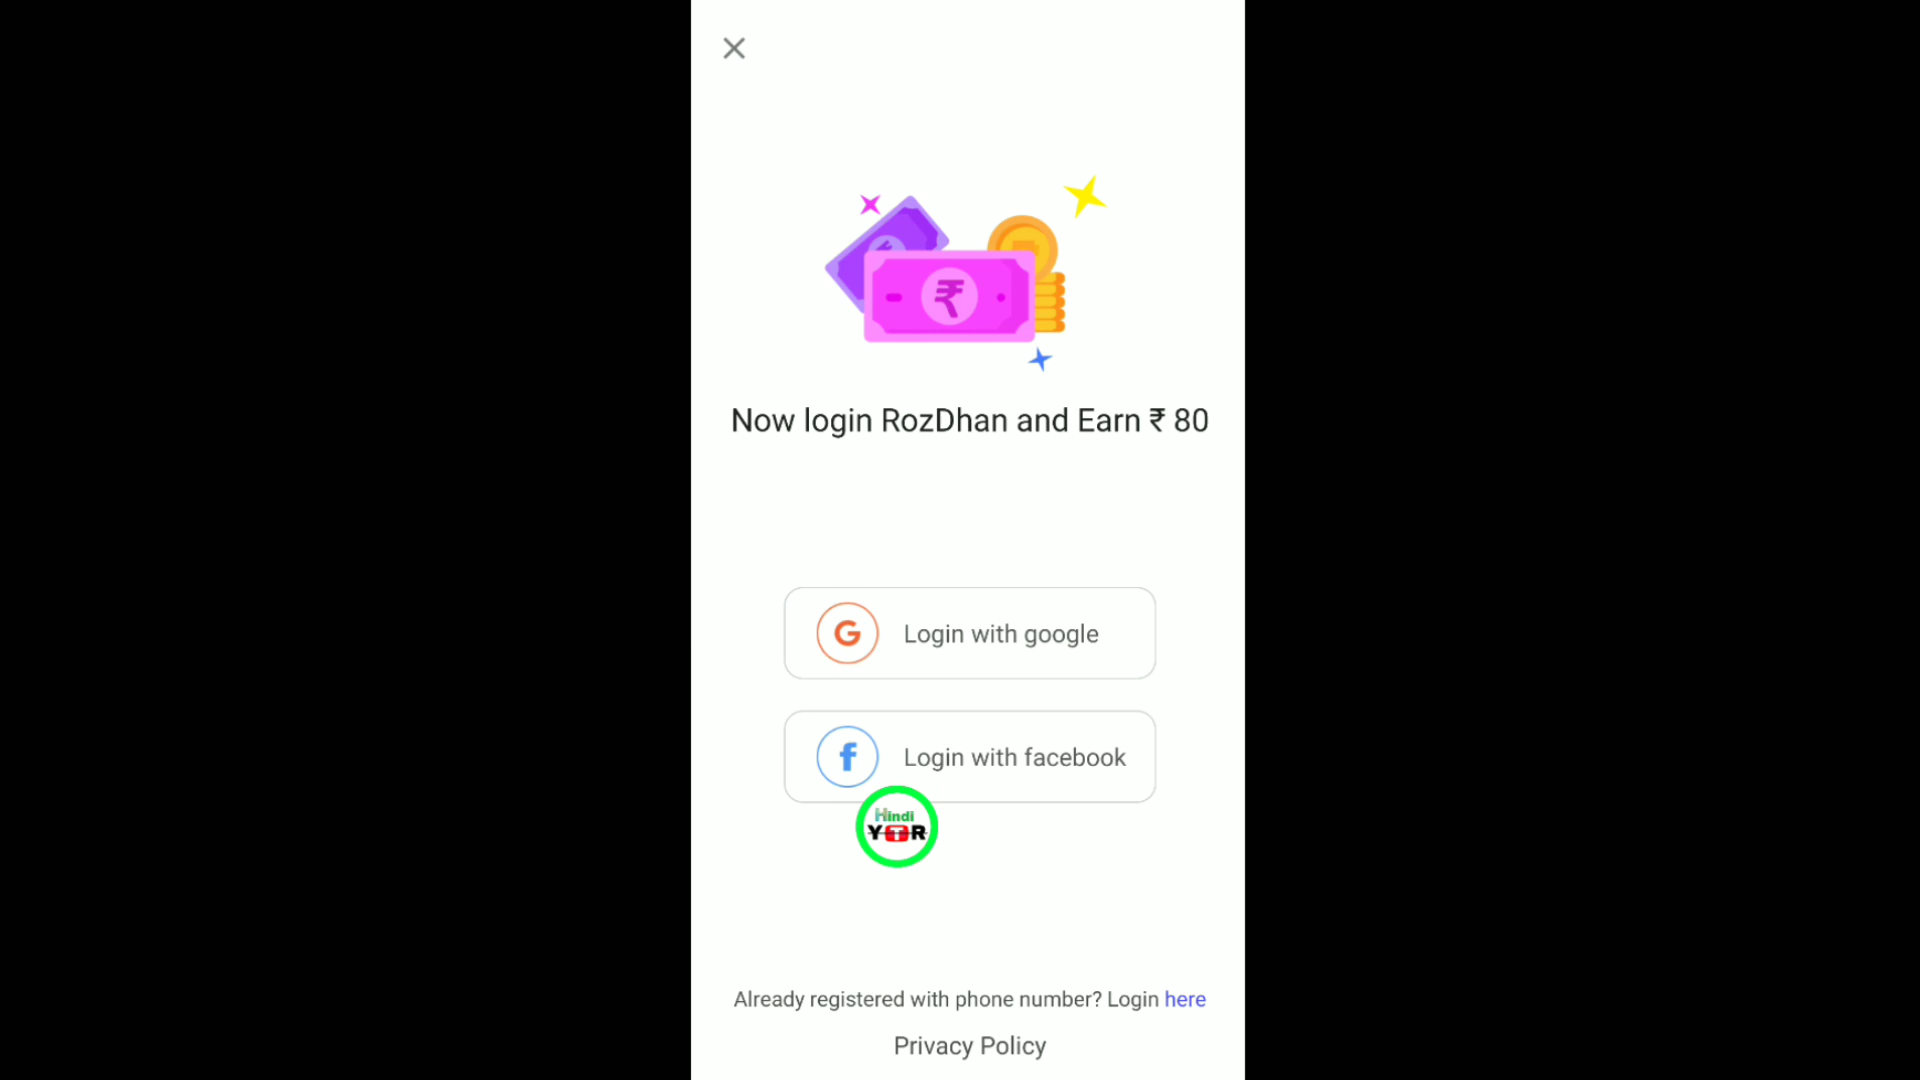 ₹
Now login RozDhan and Earn ₹ 80
G Login with google
f Login with facebook
Hindi
YTR
Already registered with phone number? Login here
Privacy Policy